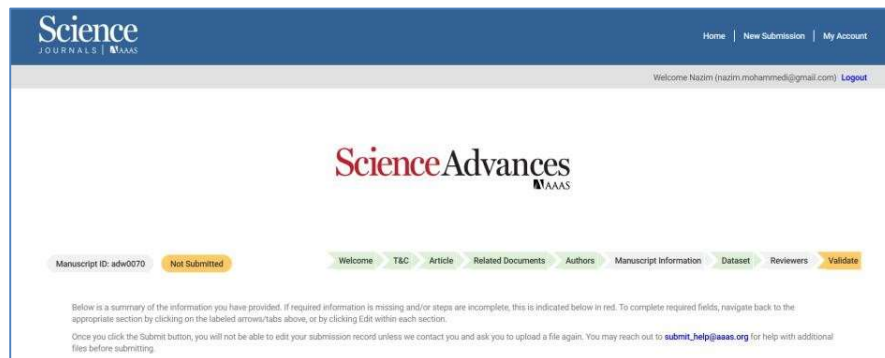 Science
JOURNALS | AAAS
Home | New Submission | My Account
Welcome Nazim (nazim.mohammedi@gmail.com) Logout
Science Advances
AAAS
Manuscript ID: adw0070 Not Submitted Welcome T&C Article Related Documents Authors Manuscript Information Dataset Reviewers Validate
Below is a summary of the information you have provided. If required information is missing and/or steps are incomplete, this is indicated below in red. To complete required fields, navigate back to the
appropriate section by clicking on the labeled arrows/tabs above, or by clicking Edit within each section.
Once you click the Submit button, you will not be able to edit your submission record unless we contact you and ask you to upload a file again. You may reach out to submit_help@aaas.org for help with additional
files before submitting.